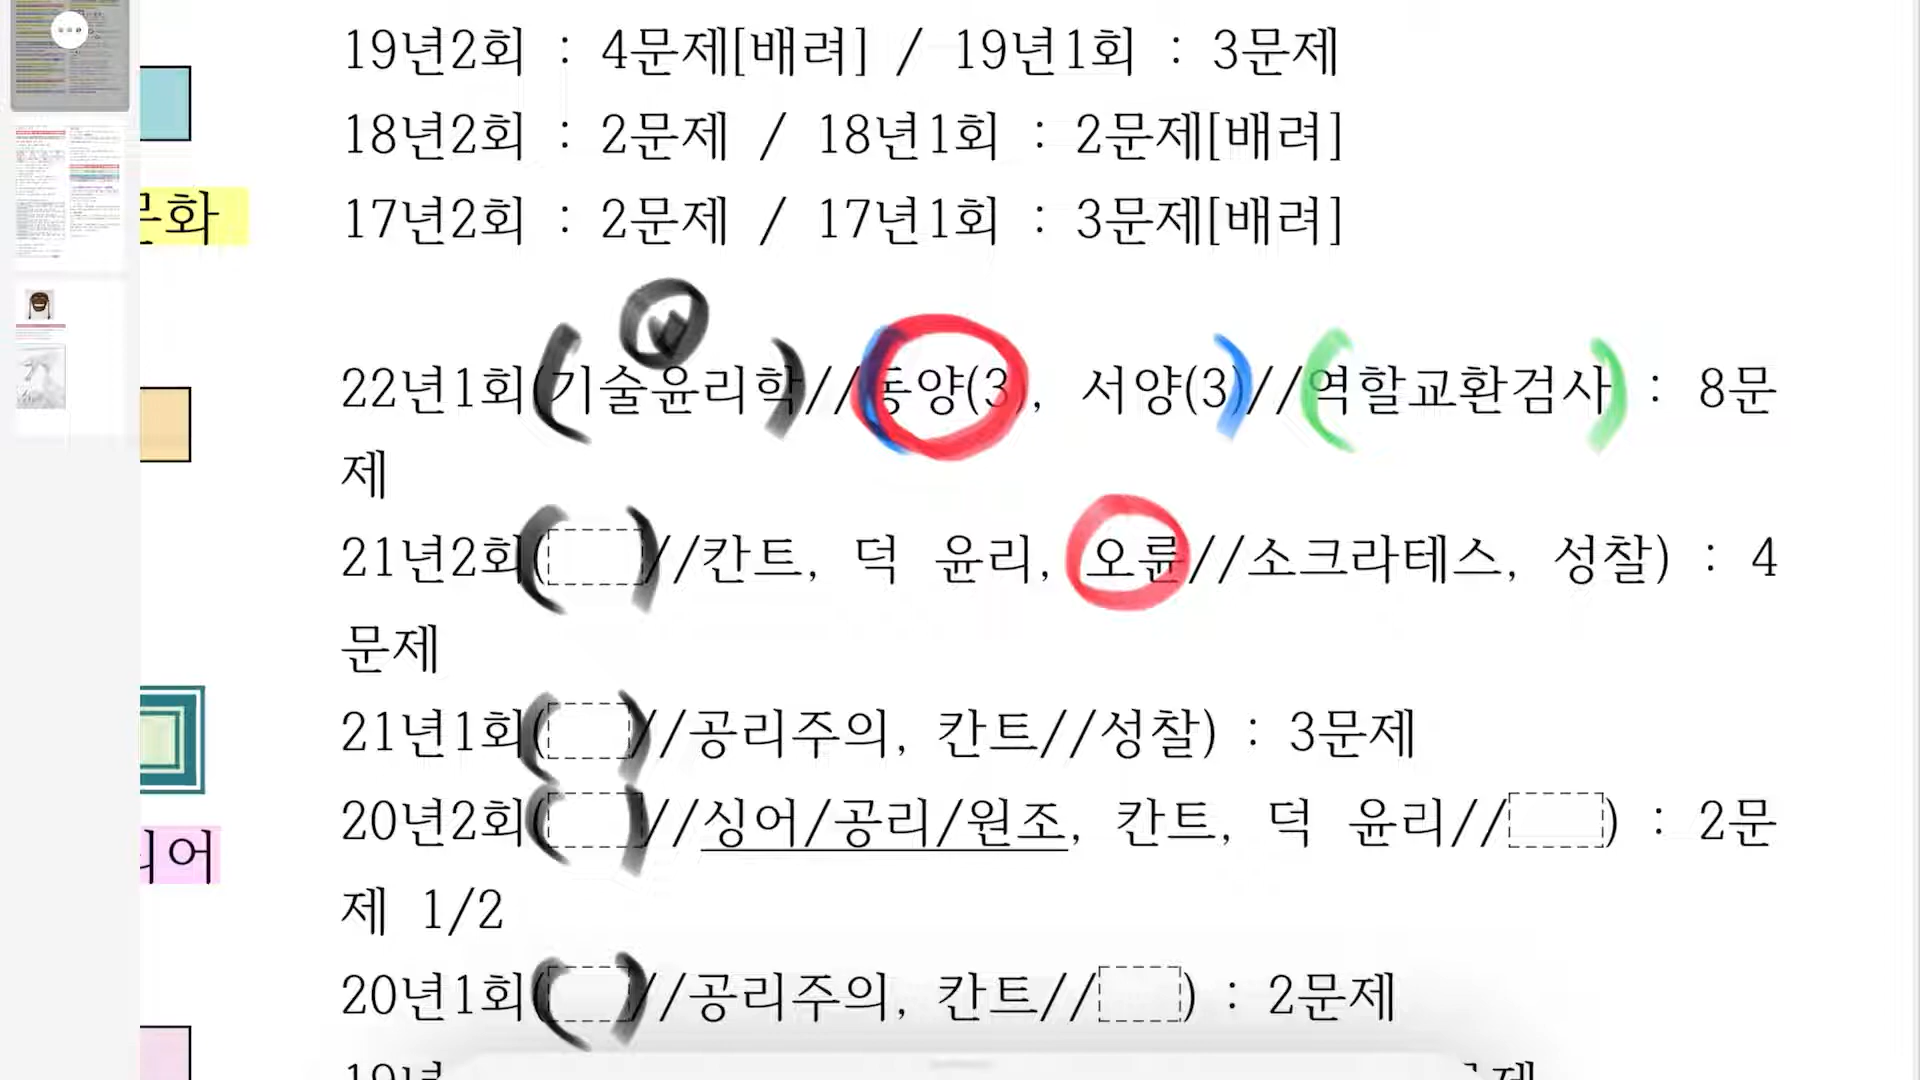 19년2회 : 4문제[배려] / 19년1회 : 3문제
18년2회 : 2문제 / 18년1회 : 2문제[배려]
17년2회 : 2문제 / 17년1회 : 3문제[배려]
문화
22년1회(기술윤리학//동양(3), 서양(3)//역할교환검사 : 8문
제
21년2회( //칸트, 덕 윤리, 오륜//소크라테스, 성찰) : 4
문제
21년1회( //공리주의, 칸트//성찰) : 3문제
20년2회( //싱어/공리/원조, 칸트, 덕 윤리// ) : 2문
제 1/2
20년1회( //공리주의, 칸트// ) : 2문제